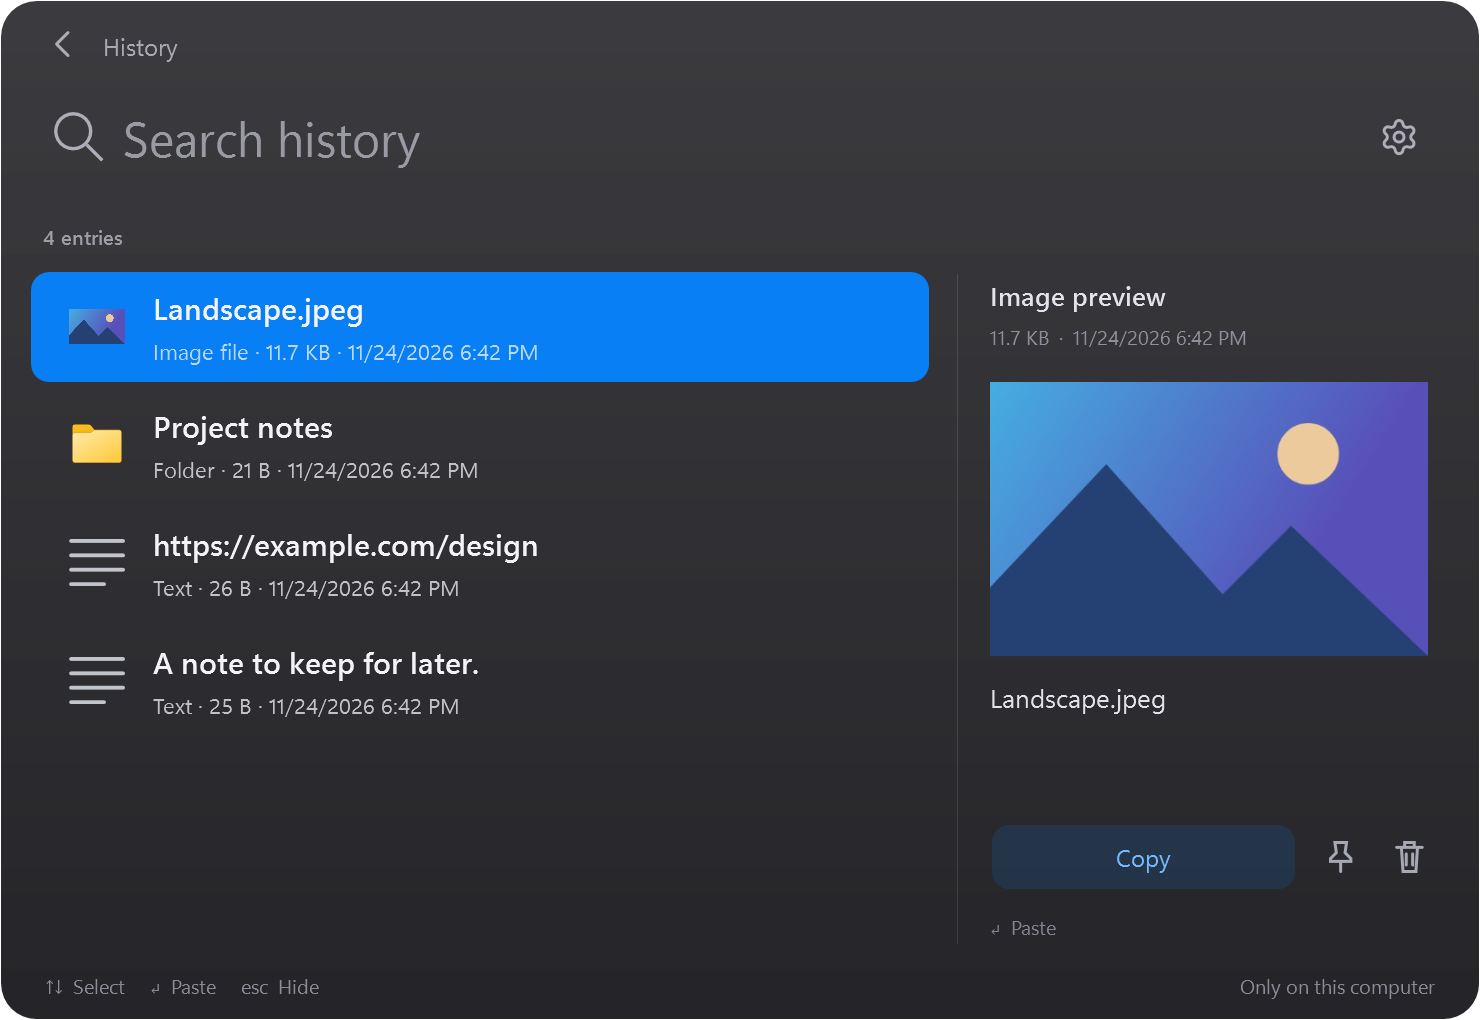 History
Search history
4 entries
Landscape.jpeg
Image file · 11.7 KB · 11/24/2026 6:42 PM
Project notes
Folder · 21 B · 11/24/2026 6:42 PM
https://example.com/design
Text · 26 B · 11/24/2026 6:42 PM
A note to keep for later.
Text · 25 B · 11/24/2026 6:42 PM
Image preview
11.7 KB · 11/24/2026 6:42 PM
Landscape.jpeg
Copy
↵ Paste
↑↓ Select ↵ Paste esc Hide
Only on this computer